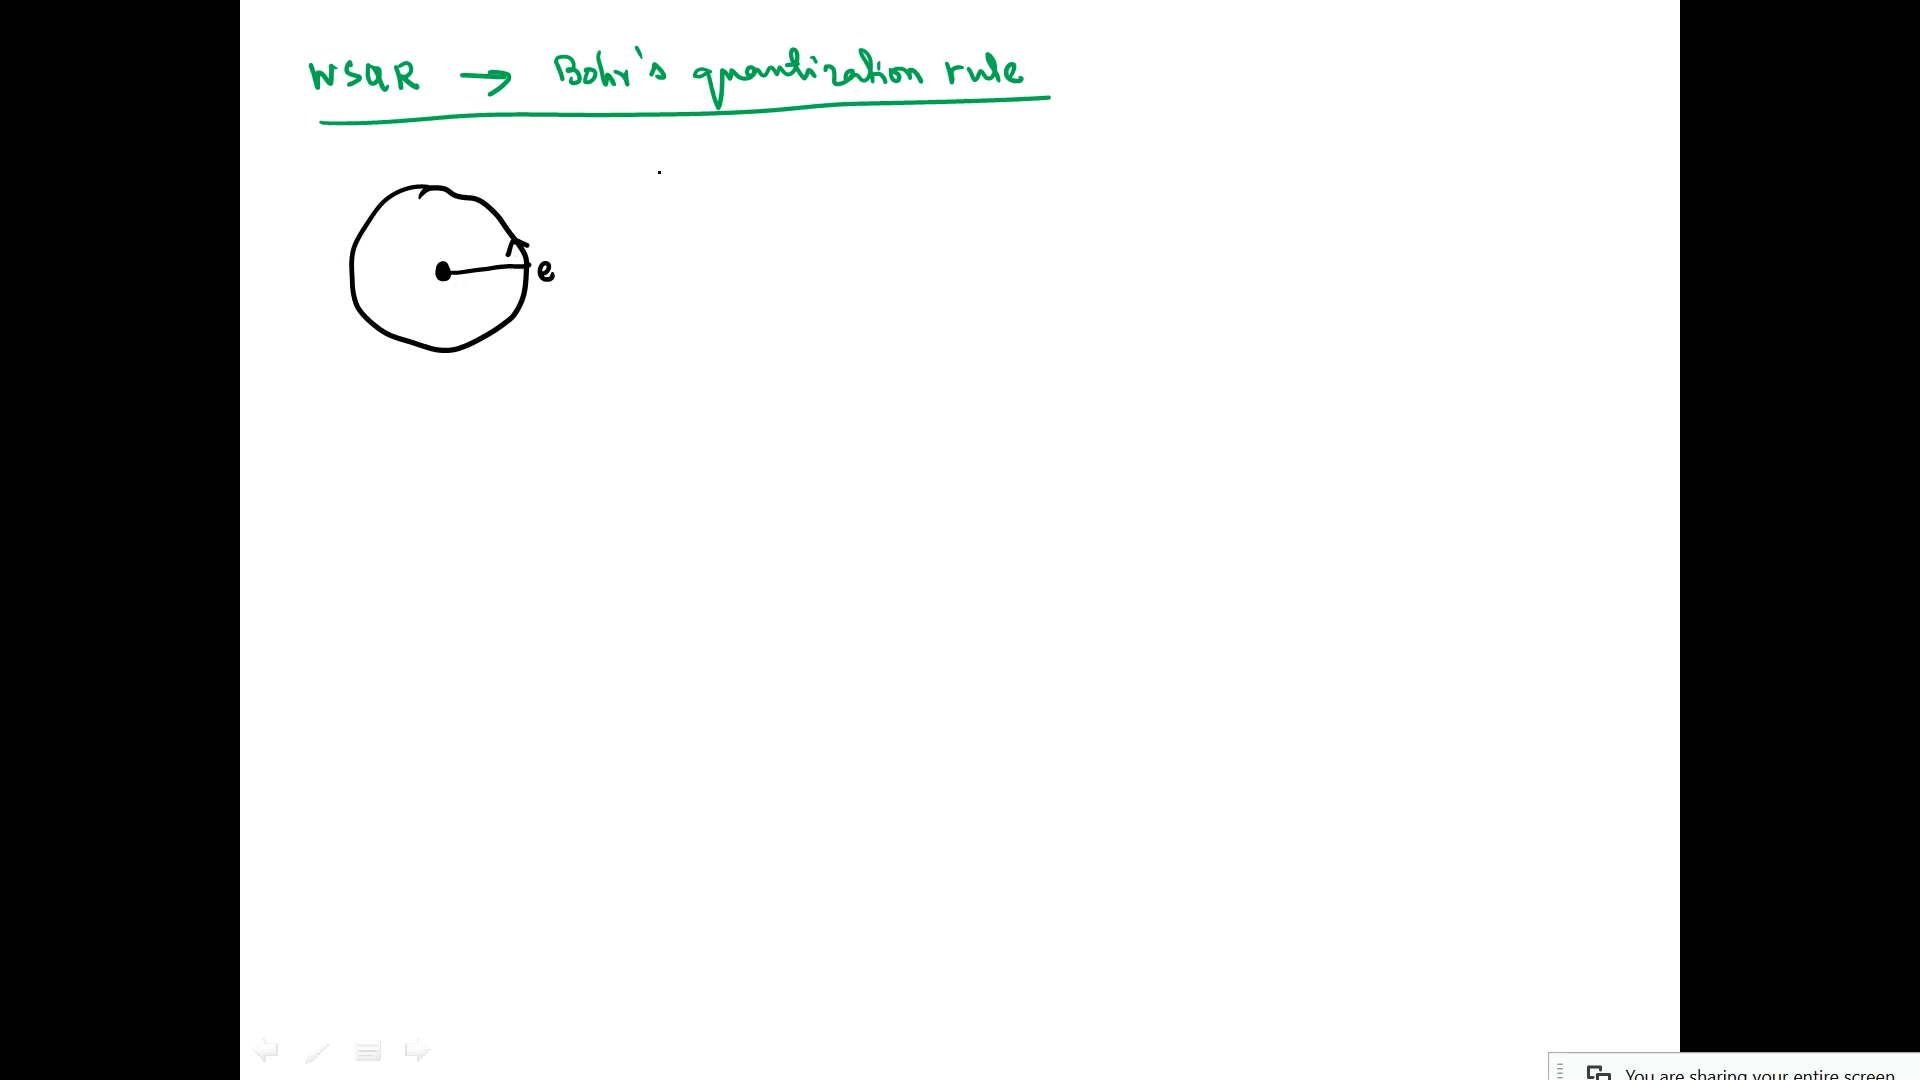 WSQR → Bohr's quantization rule
e
You are sharing your entire screen